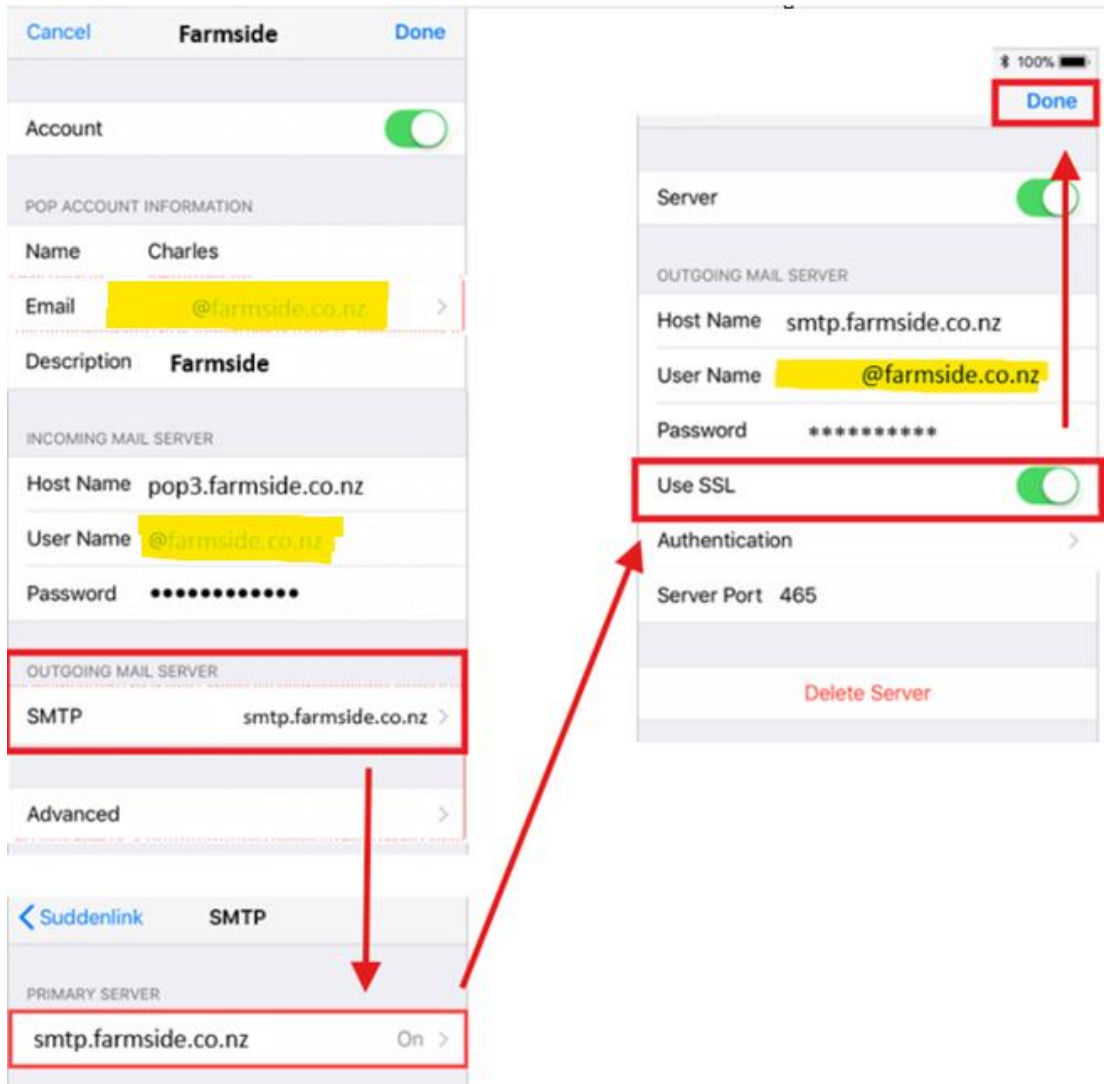 Cancel Farmside Done
Account
POP ACCOUNT INFORMATION
Name Charles
Email @farmside.co.nz
Description Farmside
INCOMING MAIL SERVER
Host Name pop3.farmside.co.nz
User Name @farmside.co.nz
Password ●●●●●●●●●●●●
OUTGOING MAIL SERVER
SMTP smtp.farmside.co.nz
Advanced
Suddenlink SMTP
PRIMARY SERVER
smtp.farmside.co.nz On
100%
Done
Server
OUTGOING MAIL SERVER
Host Name smtp.farmside.co.nz
User Name @farmside.co.nz
Password **********
Use SSL
Authentication
Server Port 465
Delete Server